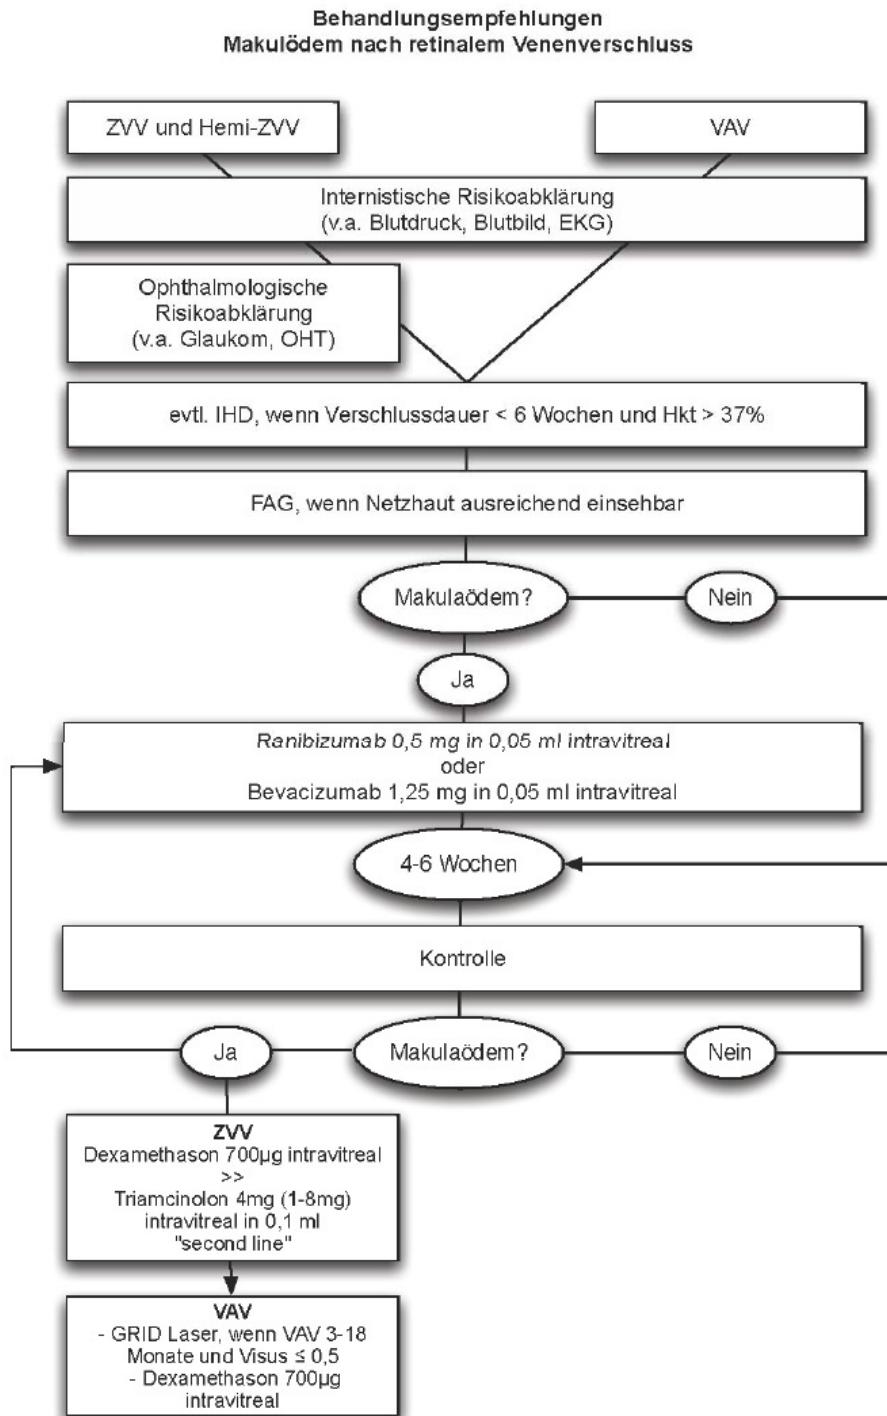 Behandlungsempfehlungen
Makulödem nach retinalem Venenverschluss
ZVV und Hemi-ZVV
VAV
Internistische Risikoabklärung
(v.a. Blutdruck, Blutbild, EKG)
Ophthalmologische
Risikoabklärung
(v.a. Glaukom, OHT)
evtl. IHD, wenn Verschlussdauer < 6 Wochen und Hkt > 37%
FAG, wenn Netzhaut ausreichend einsehbar
Makulaödem?
Nein
Ja
Ranibizumab 0,5 mg in 0,05 ml intravitreal
oder
Bevacizumab 1,25 mg in 0,05 ml intravitreal
4-6 Wochen
Kontrolle
Ja
Makulaödem?
Nein
ZVV
Dexamethason 700µg intravitreal
>>
Triamcinolon 4mg (1-8mg)
intravitreal in 0,1 ml
"second line"
VAV
- GRID Laser, wenn VAV 3-18
Monate und Visus ≤ 0,5
- Dexamethason 700µg
intravitreal